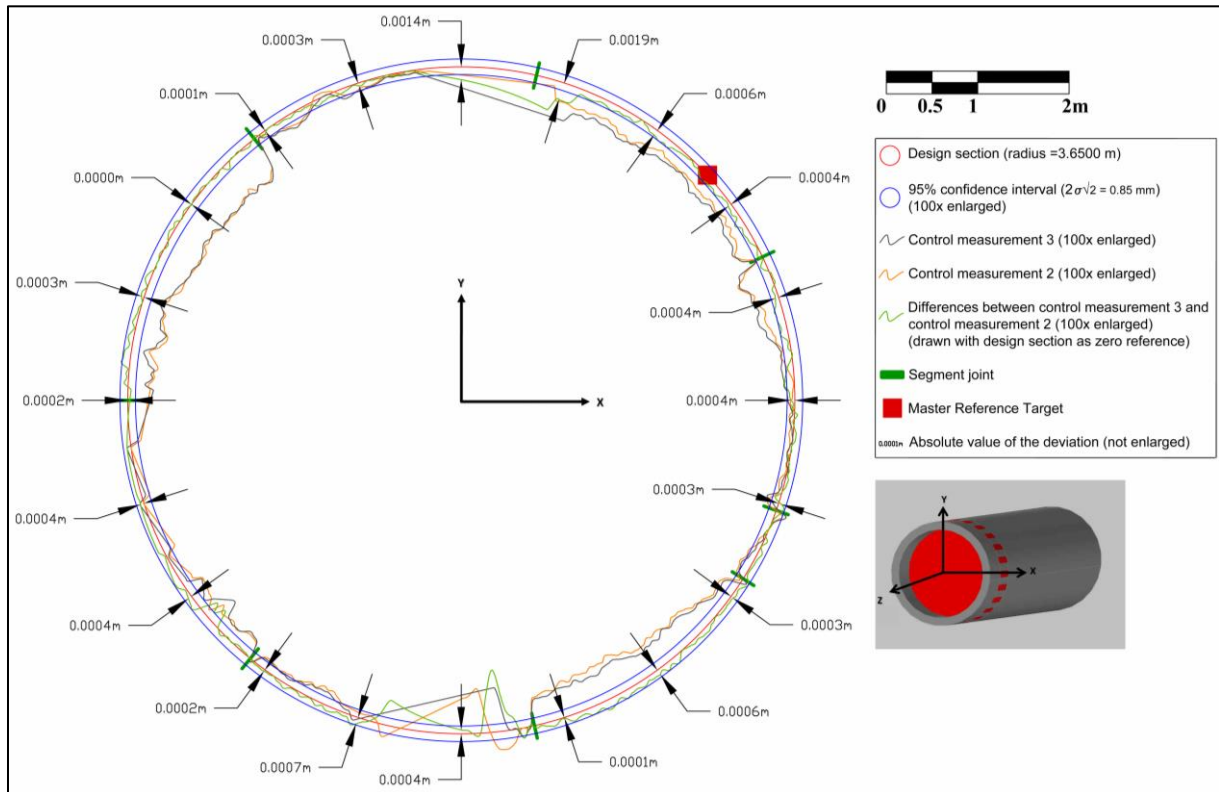 0.0014m
0.0003m
0.0019m
0.0001m
0.0006m
0.0000m
0.0004m
0.0003m
0.0004m
0.0002m
0.0004m
0.0004m
0.0003m
0.0004m
0.0003m
0.0002m
0.0006m
0.0007m
0.0004m
0.0001m
Y
X
0 0.5 1 2m
Design section (radius =3.6500 m)
95% confidence interval (2σ√2 = 0.85 mm)
(100x enlarged)
Control measurement 3 (100x enlarged)
Control measurement 2 (100x enlarged)
Differences between control measurement 3 and
control measurement 2 (100x enlarged)
(drawn with design section as zero reference)
Segment joint
Master Reference Target
0.0001m Absolute value of the deviation (not enlarged)
Y
X
Z